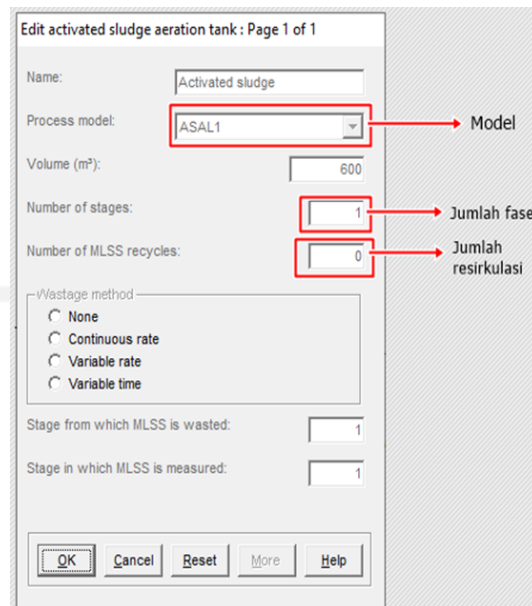 Edit activated sludge aeration tank : Page 1 of 1
Name: Activated sludge
Process model: ASAL1 Model
Volume (m³): 600
Number of stages: 1 Jumlah fase
Number of MLSS recycles: 0 Jumlah
resirkulasi
Wastage method
None
Continuous rate
Variable rate
Variable time
Stage from which MLSS is wasted: 1
Stage in which MLSS is measured: 1
OK Cancel Reset More Help